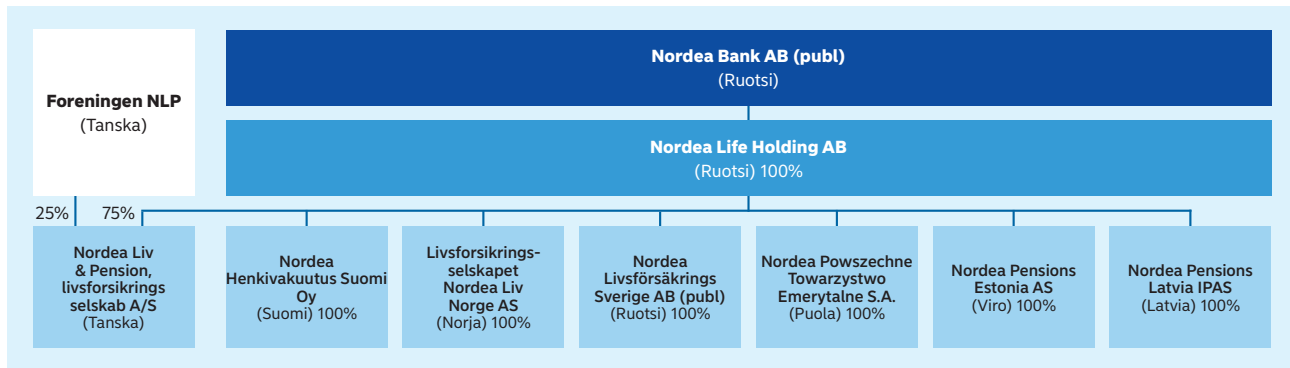 Foreningen NLP
(Tanska)
Nordea Bank AB (publ)
(Ruotsi)
Nordea Life Holding AB
(Ruotsi) 100%
25%
75%
Nordea Liv
& Pension,
livsforsikrings
selskab A/S
(Tanska)
Nordea
Henkivakuutus Suomi
Oy
(Suomi) 100%
Livsforsikrings-
selskapet
Nordea Liv
Norge AS
(Norja) 100%
Nordea
Livsförsäkrings
Sverige AB (publ)
(Ruotsi) 100%
Nordea Powszechne
Towarzystwo
Emerytalne S.A.
(Puola) 100%
Nordea Pensions
Estonia AS
(Viro) 100%
Nordea Pensions
Latvia IPAS
(Latvia) 100%